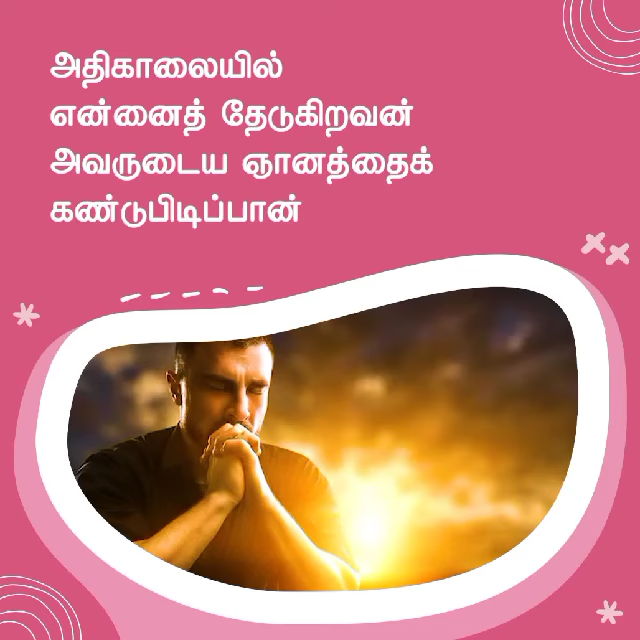 அதிகாலையில்
என்னைத் தேடுகிறவன்
அவருடைய ஞானத்தைக்
கண்டுபிடிப்பான்